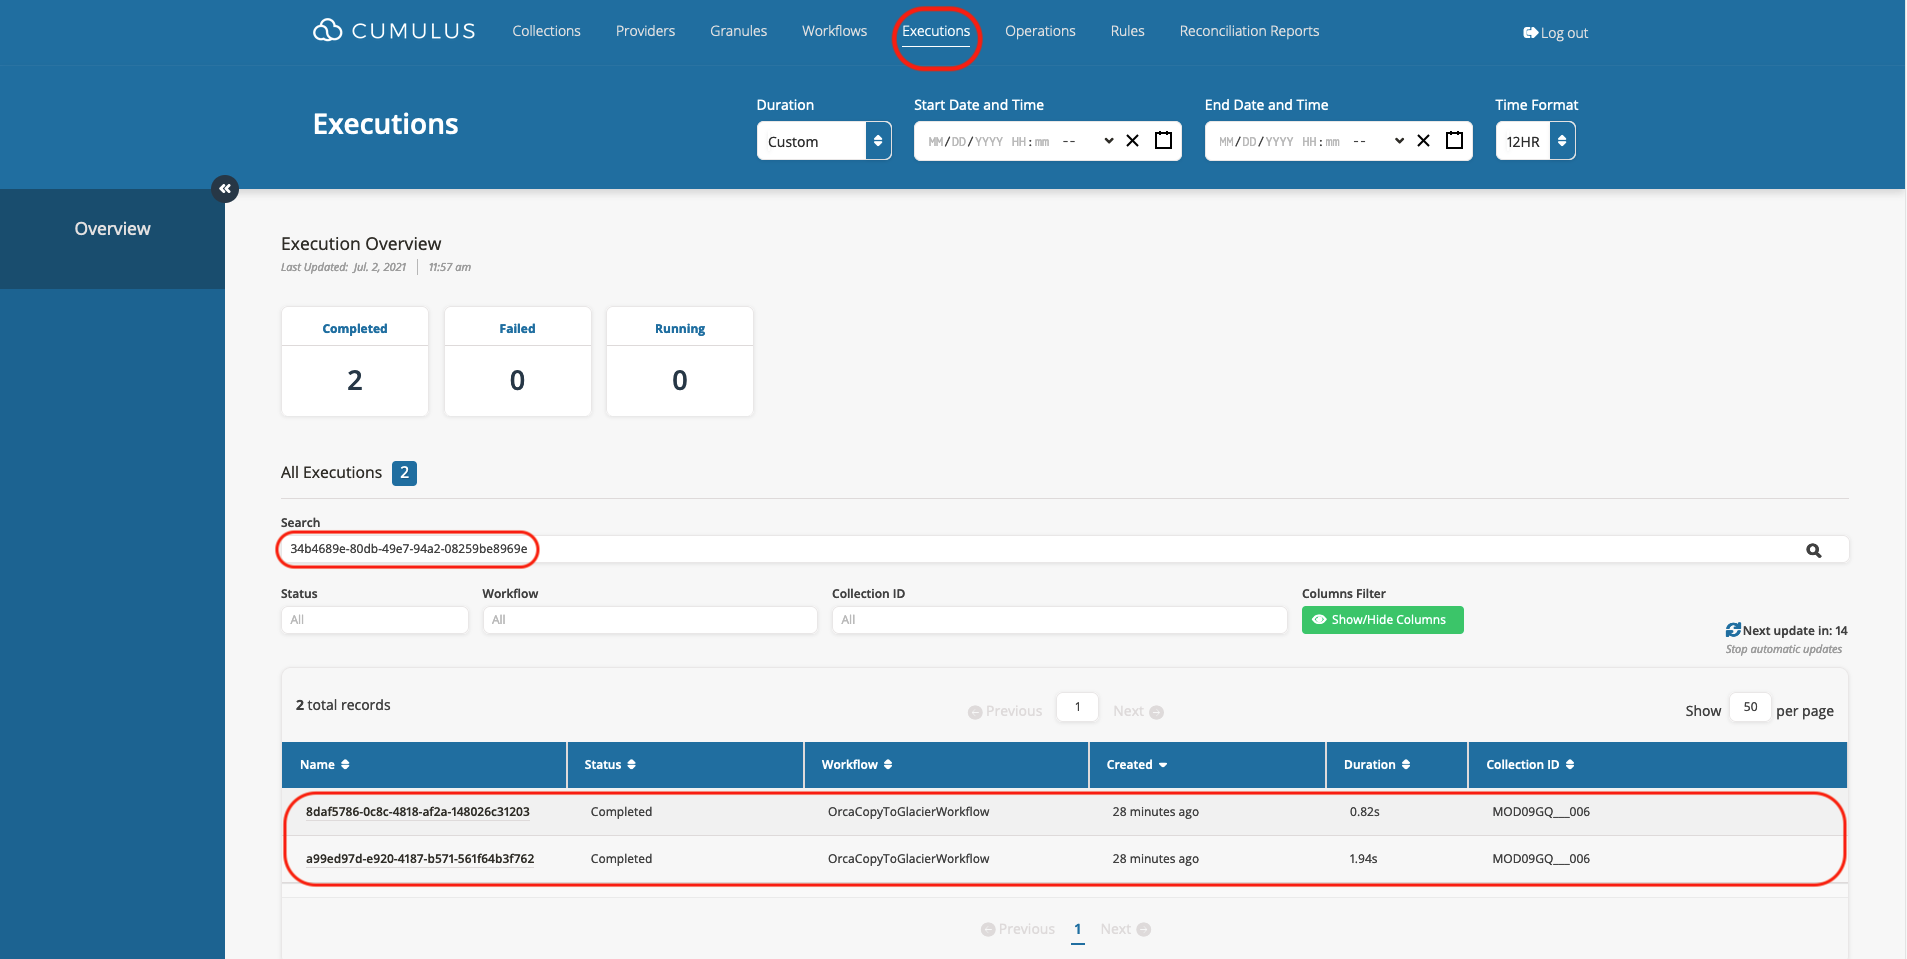 CUMULUS Collections Providers Granules Workflows Executions Operations Rules Reconciliation Reports Log out
Executions
Duration Start Date and Time End Date and Time Time Format
Custom MM/DD/YYYY HH:mm -- MM/DD/YYYY HH:mm -- 12HR
Overview
Execution Overview
Last Updated: Jul. 2, 2021 11:57 am
Completed Failed Running
2 0 0
All Executions 2
Search
34b4689e-80db-49e7-94a2-08259be8969e
Status Workflow Collection ID Columns Filter
All All All Show/Hide Columns
Next update in: 14
Stop automatic updates
2 total records Previous 1 Next Show 50 per page
Name Status Workflow Created Duration Collection ID
8daf5786-0c8c-4818-af2a-148026c31203 Completed OrcaCopyToGlacierWorkflow 28 minutes ago 0.82s MOD09GQ___006
a99ed97d-e920-4187-b571-561f64b3f762 Completed OrcaCopyToGlacierWorkflow 28 minutes ago 1.94s MOD09GQ___006
Previous 1 Next